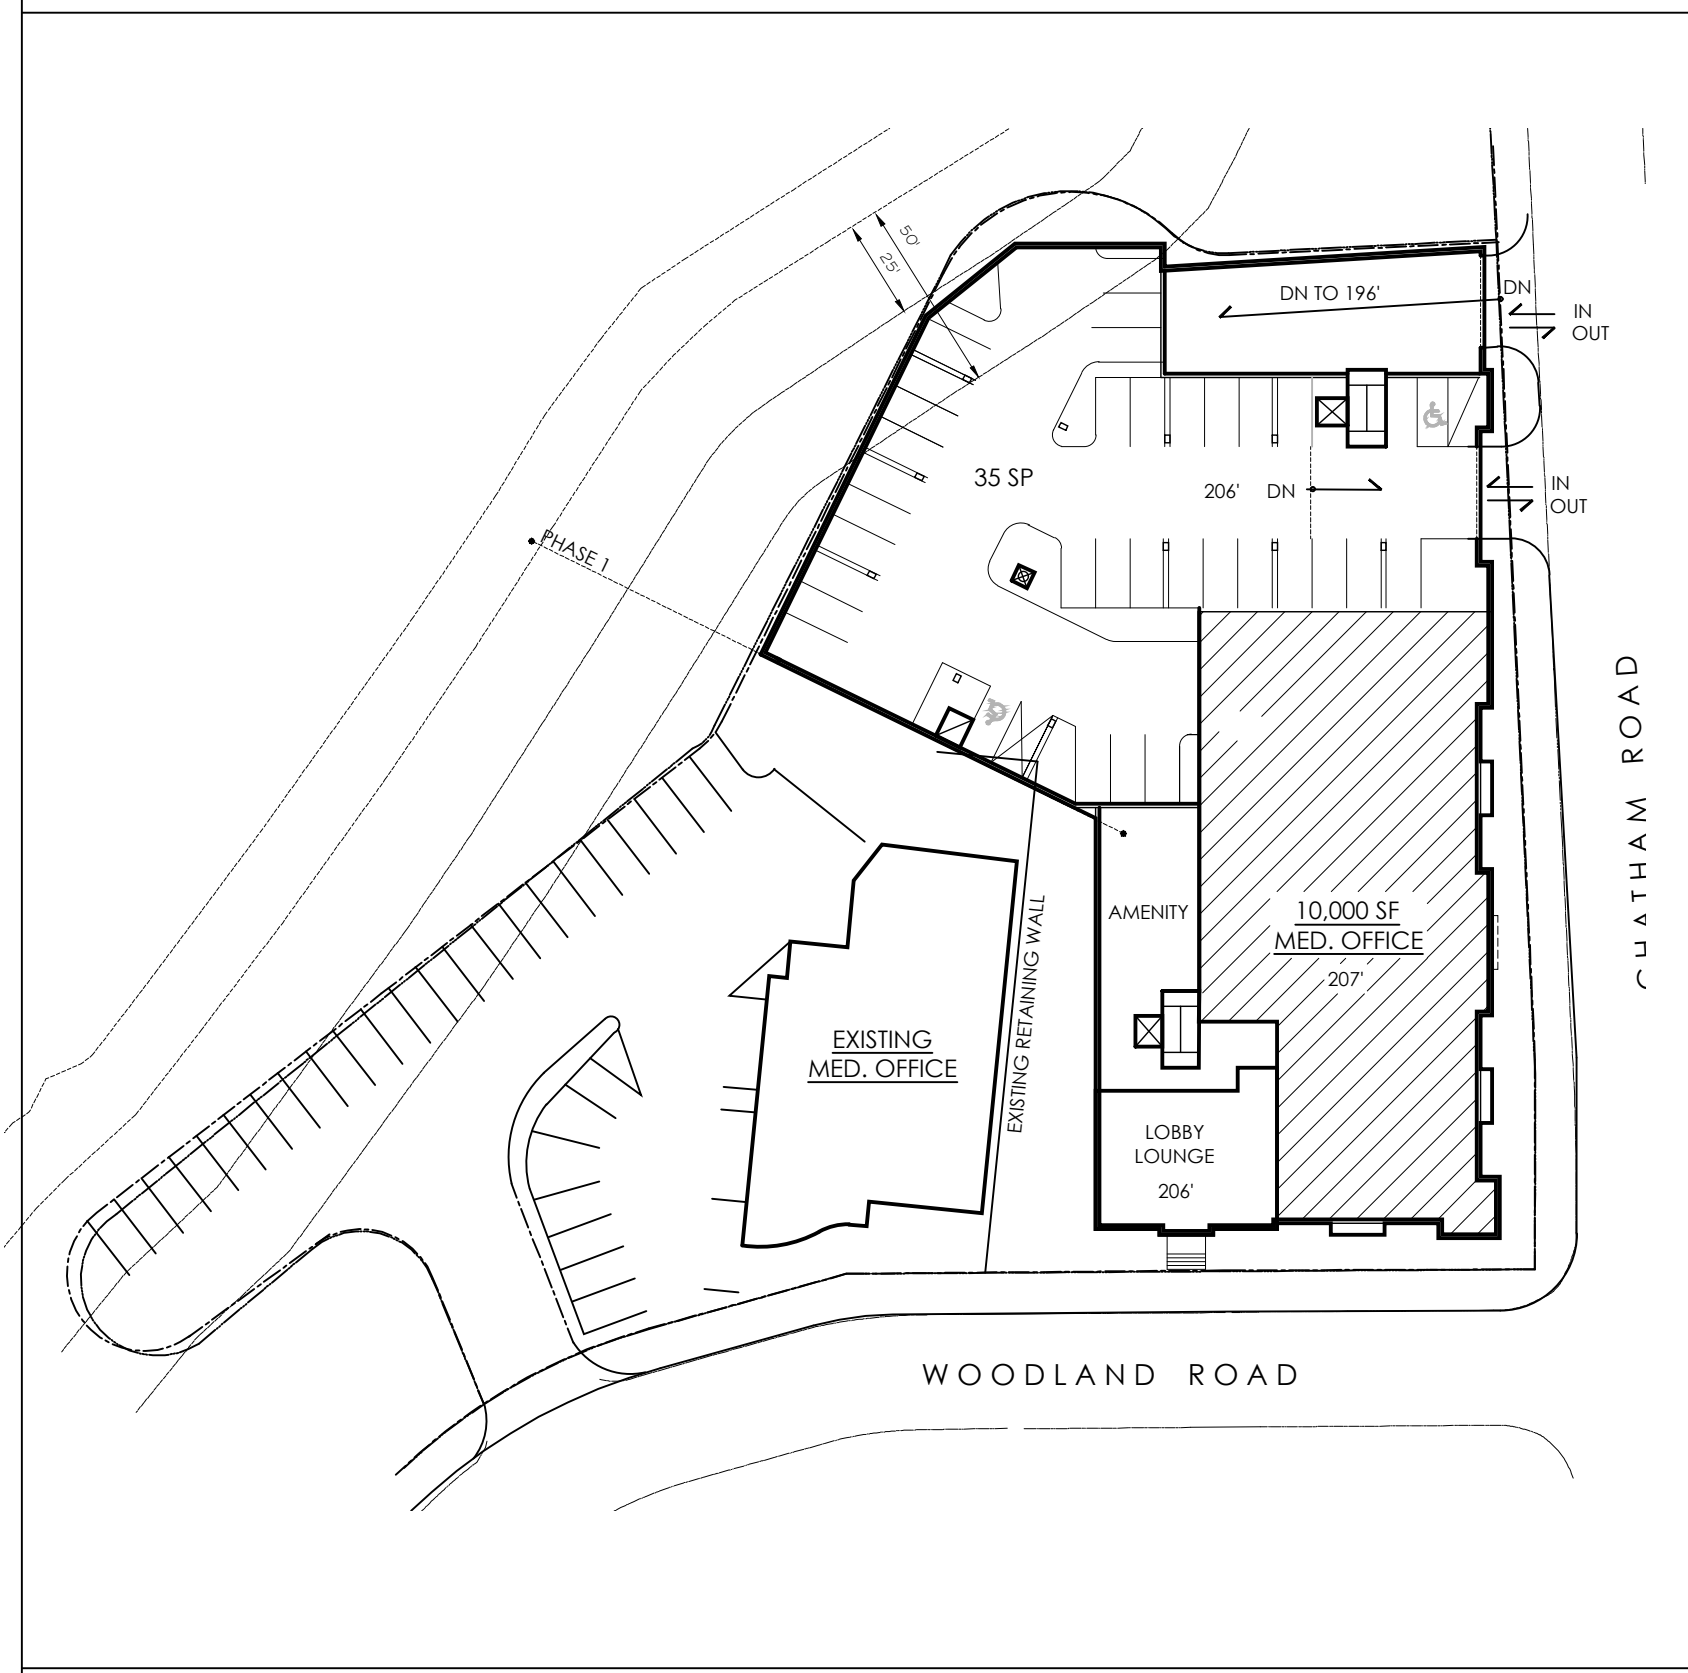 50'
25'
DN TO 196'
DN
IN
OUT
35 SP
206' DN
IN
OUT
PHASE 1
CHATHAM ROAD
AMENITY
10,000 SF
MED. OFFICE
207'
EXISTING RETAINING WALL
EXISTING
MED. OFFICE
LOBBY
LOUNGE
206'
WOODLAND ROAD